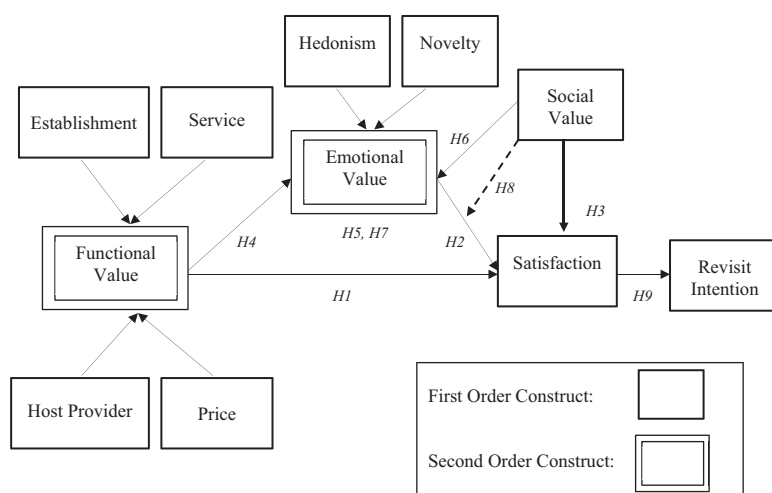 Hedonism
Novelty
Establishment
Service
Social
Value
Emotional
Value
H6
H8
H5, H7
H4
H2
H3
Functional
Value
H1
Satisfaction
H9
Revisit
Intention
Host Provider
Price
First Order Construct:
Second Order Construct: